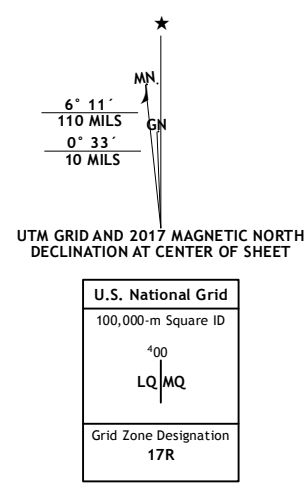 ★
MN.
6° 11´
110 MILS
GN
0° 33´
10 MILS
UTM GRID AND 2017 MAGNETIC NORTH
DECLINATION AT CENTER OF SHEET
U.S. National Grid
100,000-m Square ID
⁴00
LQ MQ
Grid Zone Designation
17R